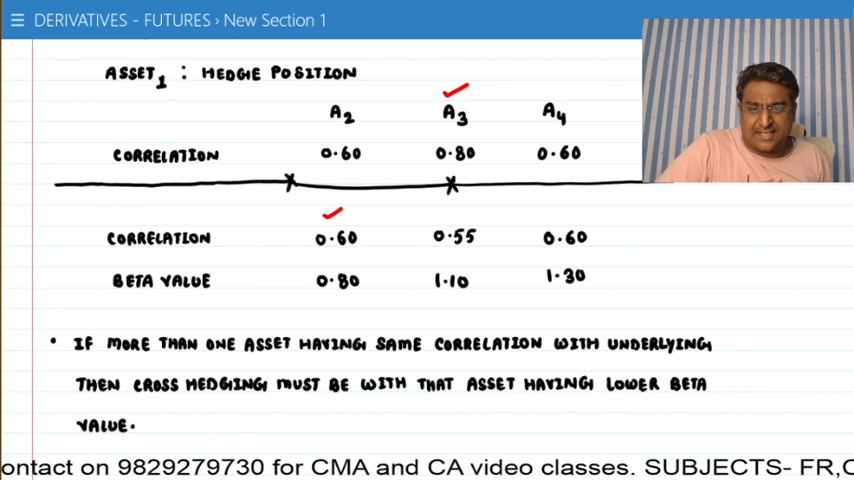 DERIVATIVES - FUTURES › New Section 1
ASSET1 : HEDGE POSITION
A2 A3 A4
CORRELATION 0.60 0.80 0.60
CORRELATION 0.60 0.55 0.60
BETA VALUE 0.80 1.10 1.30
• IF MORE THAN ONE ASSET HAVING SAME CORRELATION WITH UNDERLYING,
THEN CROSS HEDGING MUST BE WITH THAT ASSET HAVING LOWER BETA
VALUE.
ontact on 9829279730 for CMA and CA video classes. SUBJECTS- FR,C